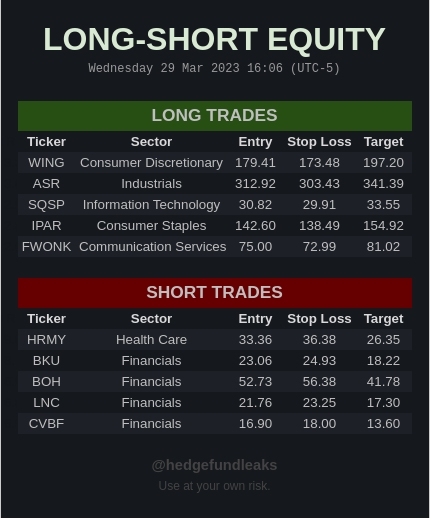 LONG-SHORT EQUITY
Wednesday 29 Mar 2023 16:06 (UTC-5)
LONG TRADES
Ticker Sector Entry Stop Loss Target
WING Consumer Discretionary 179.41 173.48 197.20
ASR Industrials 312.92 303.43 341.39
SQSP Information Technology 30.82 29.91 33.55
IPAR Consumer Staples 142.60 138.49 154.92
FWONK Communication Services 75.00 72.99 81.02
SHORT TRADES
Ticker Sector Entry Stop Loss Target
HRMY Health Care 33.36 36.38 26.35
BKU Financials 23.06 24.93 18.22
BOH Financials 52.73 56.38 41.78
LNC Financials 21.76 23.25 17.30
CVBF Financials 16.90 18.00 13.60
@hedgefundleaks
Use at your own risk.